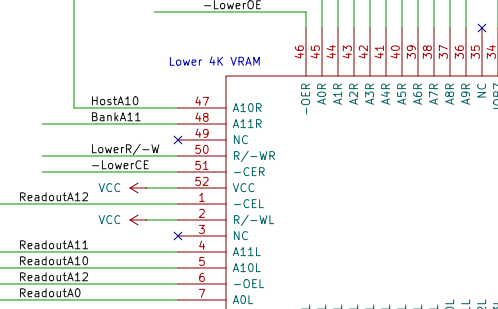 -LowerOE
Lower 4K VRAM
46 45 44 43 42 41 40 39 38 37 36 35 34
-OER A0R A1R A2R A3R A4R A5R A6R A7R A8R A9R NC
HostA10 47 A10R
BankA11 48 A11R
49 NC
LowerR/-W 50 R/-WR
-LowerCE 51 -CER
VCC 52 VCC
ReadoutA12 1 -CEL
VCC 2 R/-WL
3 NC
ReadoutA11 4 A11L
ReadoutA10 5 A10L
ReadoutA12 6 -OEL
ReadoutA0 7 A0L